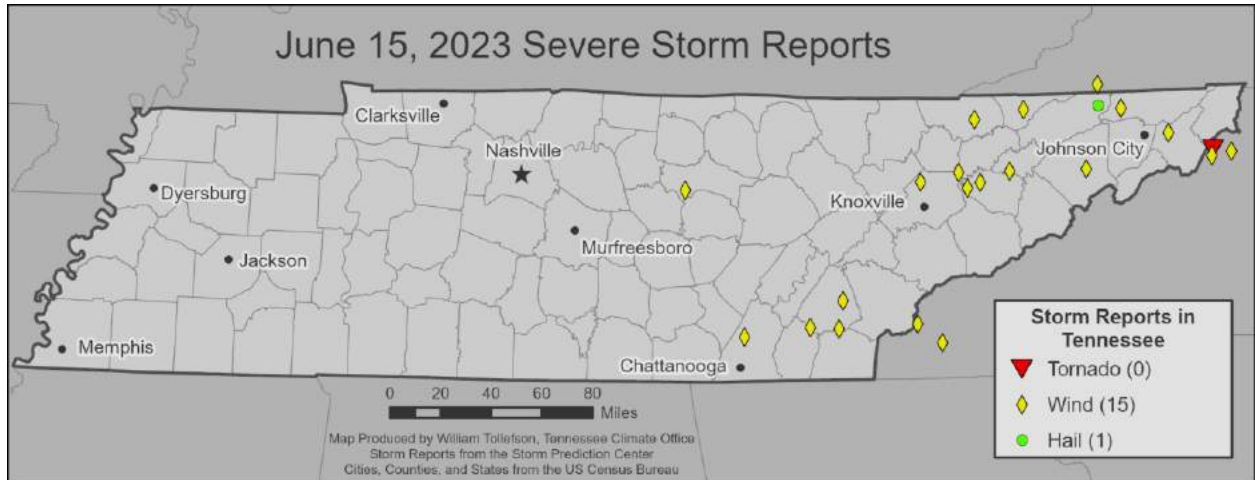 June 15, 2023 Severe Storm Reports
Clarksville
Nashville
Johnson City
Dyersburg
Knoxville
Murfreesboro
Jackson
Memphis
Chattanooga
0 20 40 60 80
Miles
Map Produced by William Tollefson, Tennessee Climate Office
Storm Reports from the Storm Prediction Center
Cities, Counties, and States from the US Census Bureau
Storm Reports in
Tennessee
Tornado (0)
Wind (15)
Hail (1)